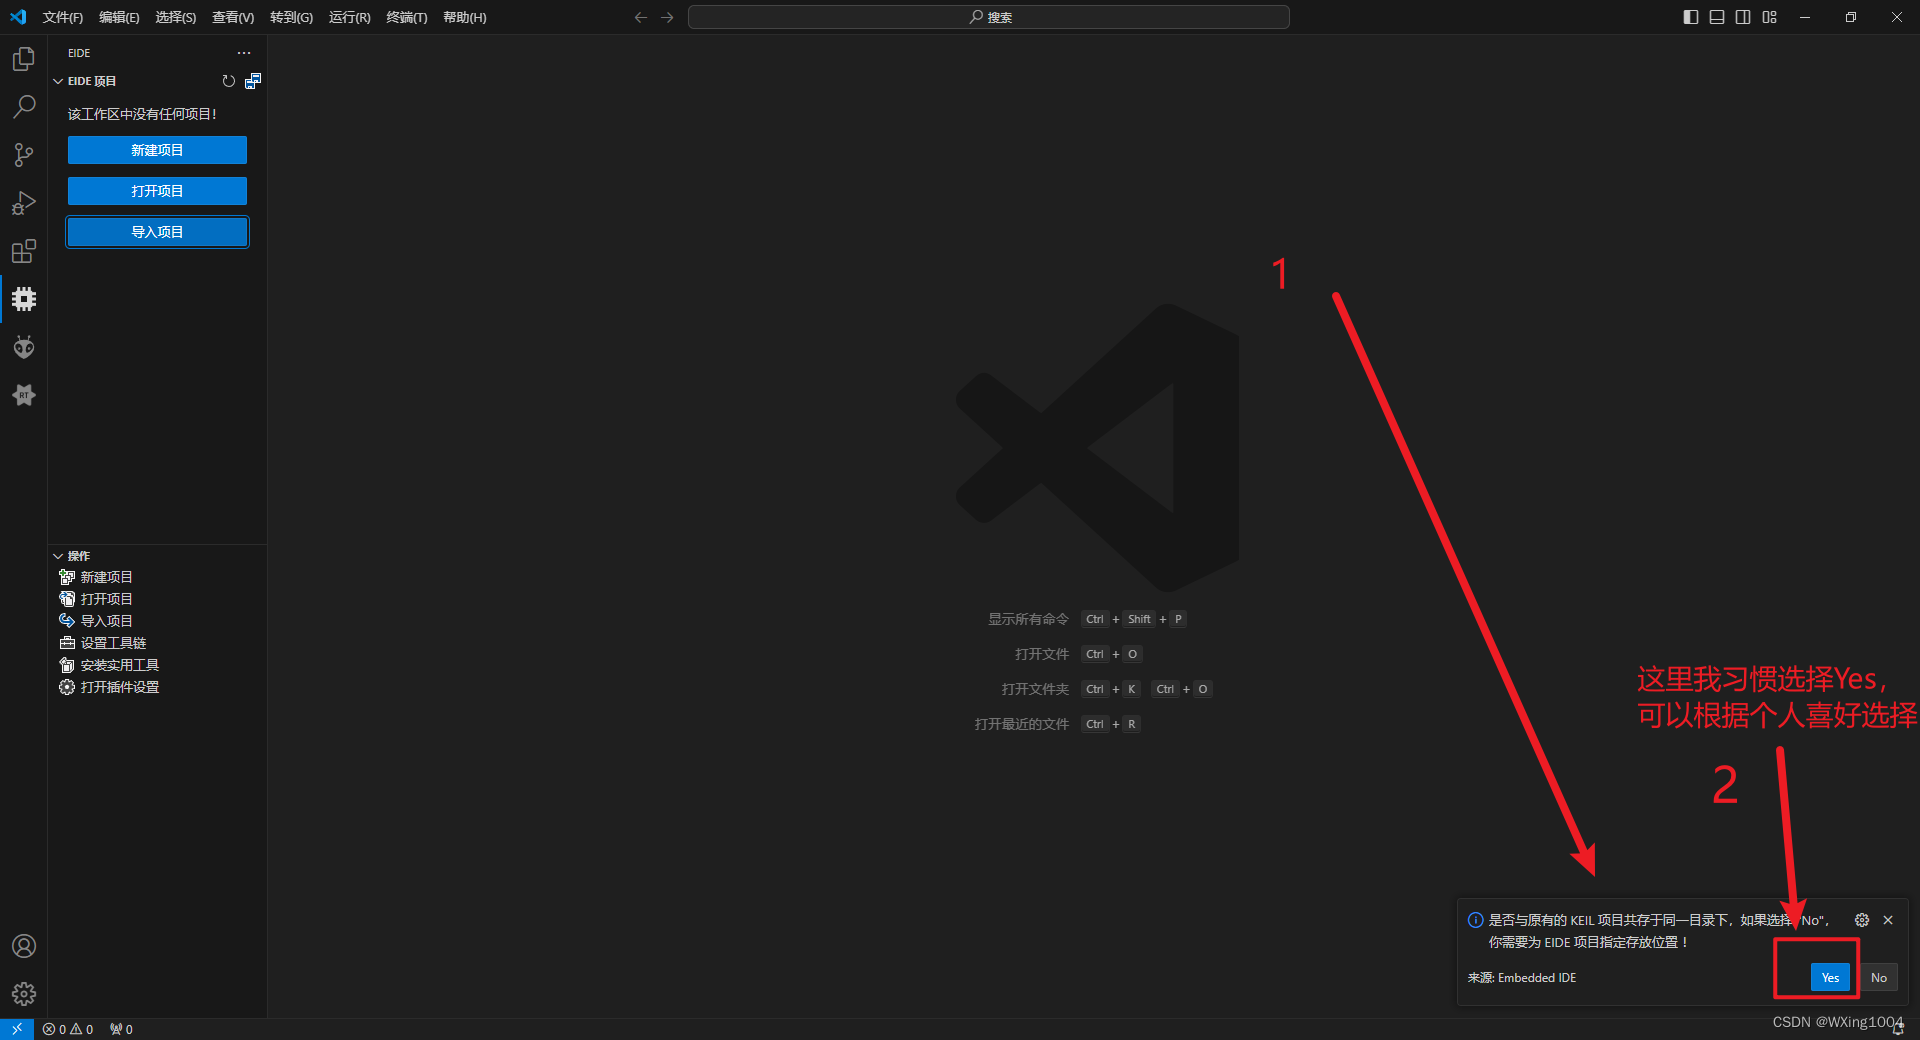 文件(F) 编辑(E) 选择(S) 查看(V) 转到(G) 运行(R) 终端(T) 帮助(H) 搜索
EIDE
EIDE 项目
该工作区中没有任何项目!
新建项目
打开项目
导入项目
RT
操作
新建项目
打开项目
导入项目
设置工具链
安装实用工具
打开插件设置
1
显示所有命令 Ctrl + Shift + P
打开文件 Ctrl + O
打开文件夹 Ctrl + K Ctrl + O
打开最近的文件 Ctrl + R
这里我习惯选择Yes,
可以根据个人喜好选择
2
是否与原有的 KEIL 项目共存于同一目录下, 如果选择 "No",
你需要为 EIDE 项目指定存放位置 !
来源: Embedded IDE
Yes No
0 0 0
CSDN @WXing1004